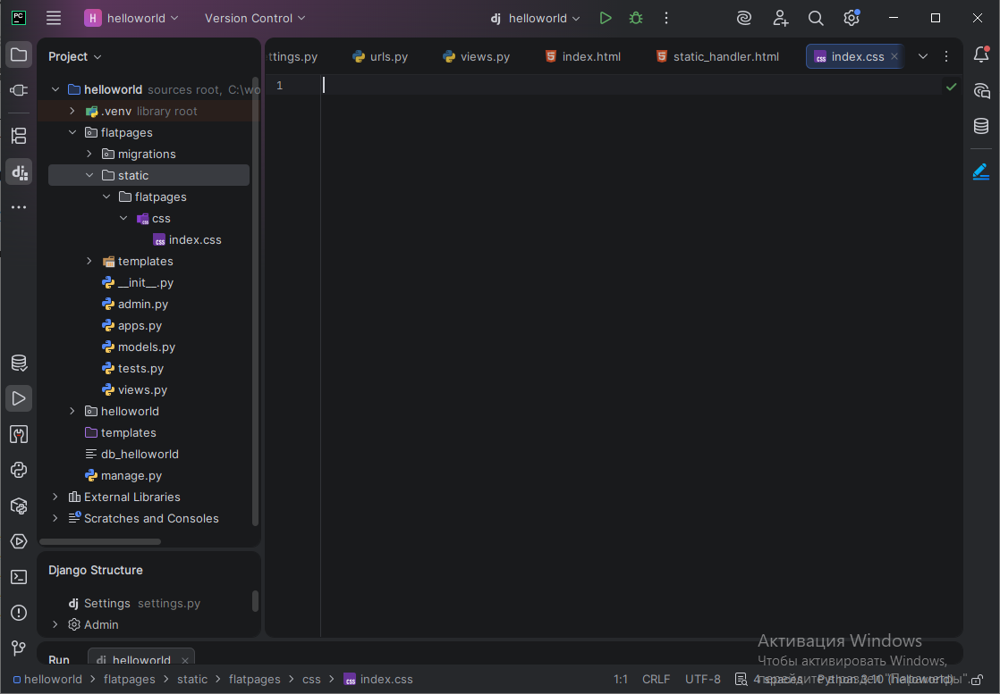 PC
H helloworld Version Control dj helloworld
Project
ttings.py urls.py views.py index.html static_handler.html index.css
helloworld sources root, C:\wo
.venv library root
flatpages
migrations
static
flatpages
css
index.css
templates
__init__.py
admin.py
apps.py
models.py
tests.py
views.py
helloworld
templates
db_helloworld
manage.py
External Libraries
Scratches and Consoles
1
Django Structure
dj Settings settings.py
Admin
Run dj helloworld
Активация Windows
Чтобы активировать Windows,
перейдите в раздел "Параметры".
helloworld flatpages static flatpages css index.css 1:1 CRLF UTF-8 4 spaces Python 3.10 (helloworld)